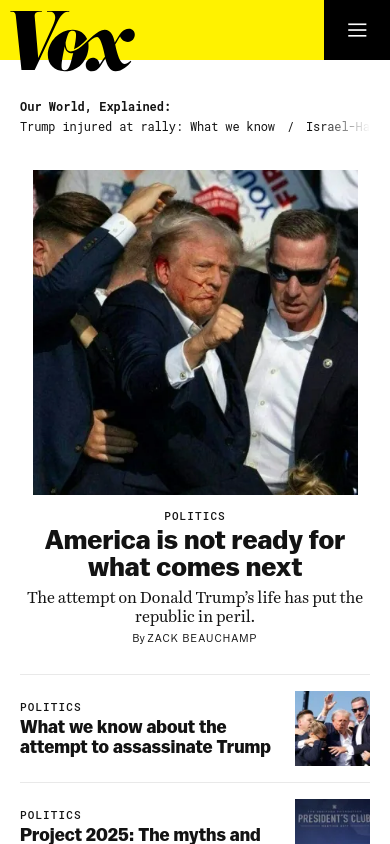 Vox
Our World, Explained:
Trump injured at rally: What we know / Israel-Ha
POLITICS
America is not ready for
what comes next
The attempt on Donald Trump’s life has put the
republic in peril.
By ZACK BEAUCHAMP
POLITICS
What we know about the
attempt to assassinate Trump
POLITICS
PRESIDENT'S CLUB
Project 2025: The myths and